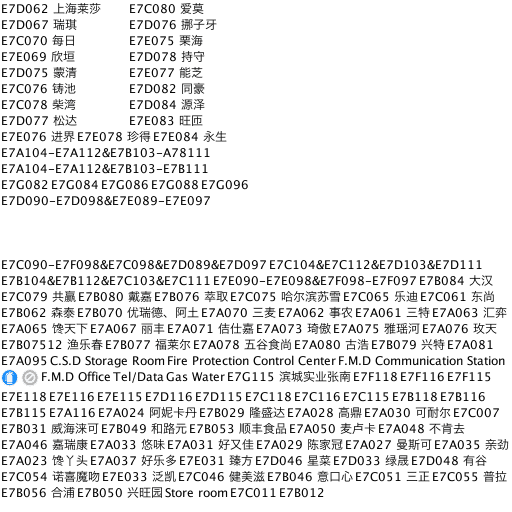 E7D062 上海莱莎 E7C080 爱莫
E7D067 瑞琪 E7D076 挪子牙
E7C070 每日 E7E075 栗海
E7E069 欣垣 E7D078 持守
E7D075 蒙清 E7E077 能芝
E7C076 铸池 E7D082 同豪
E7C078 柴湾 E7D084 源泽
E7D077 松达 E7E083 旺匝
E7E076 进界 E7E078 珍得 E7E084 永生
E7A104-E7A112&E7B103-A78111
E7A104-E7A112&E7B103-E7B111
E7G082 E7G084 E7G086 E7G088 E7G096
E7D090-E7D098&E7E089-E7E097
E7C090-E7F098&E7C098&E7D089&E7D097 E7C104&E7C112&E7D103&E7D111
E7B104&E7B112&E7C103&E7C111 E7E090-E7E098&E7F098-E7F097 E7B084 大汉
E7C079 共赢 E7B080 戴嘉 E7B076 萃取 E7C075 哈尔滨苏雪 E7C065 乐迪 E7C061 东尚
E7B062 森泰 E7B070 优瑞德、阿土 E7A070 三麦 E7A062 事农 E7A061 三特 E7A063 汇弈
E7A065 馋天下 E7A067 丽丰 E7A071 佶仕嘉 E7A073 琦傲 E7A075 雅瑶河 E7A076 玫天
E7B07512 渔乐春 E7B077 福莱尔 E7A078 五谷食尚 E7A080 古浩 E7B079 兴特 E7A081
E7A095 C.S.D Storage Room Fire Protection Control Center F.M.D Communication Station
F.M.D Office Tel/Data Gas Water E7G115 滨城实业张南 E7F118 E7F116 E7F115
E7E118 E7E116 E7E115 E7D116 E7D115 E7C118 E7C116 E7C115 E7B118 E7B116
E7B115 E7A116 E7A024 阿妮卡丹 E7B029 隆盛达 E7A028 高鼎 E7A030 可耐尔 E7C007
E7B031 威海涞可 E7B049 和路元 E7B053 顺丰食品 E7A050 麦卢卡 E7A048 不肯去
E7A046 嘉瑞康 E7A033 悠味 E7A031 好又佳 E7A029 陈家冠 E7A027 曼斯可 E7A035 亲劲
E7A023 馋丫头 E7A037 好乐多 E7E031 臻方 E7D046 星菜 E7D033 绿晟 E7D048 有谷
E7C054 诺喜魔吻 E7E033 泛凯 E7C046 健美滋 E7B046 意口心 E7C051 三正 E7C055 普拉
E7B056 合浦 E7B050 兴旺园 Store room E7C011 E7B012